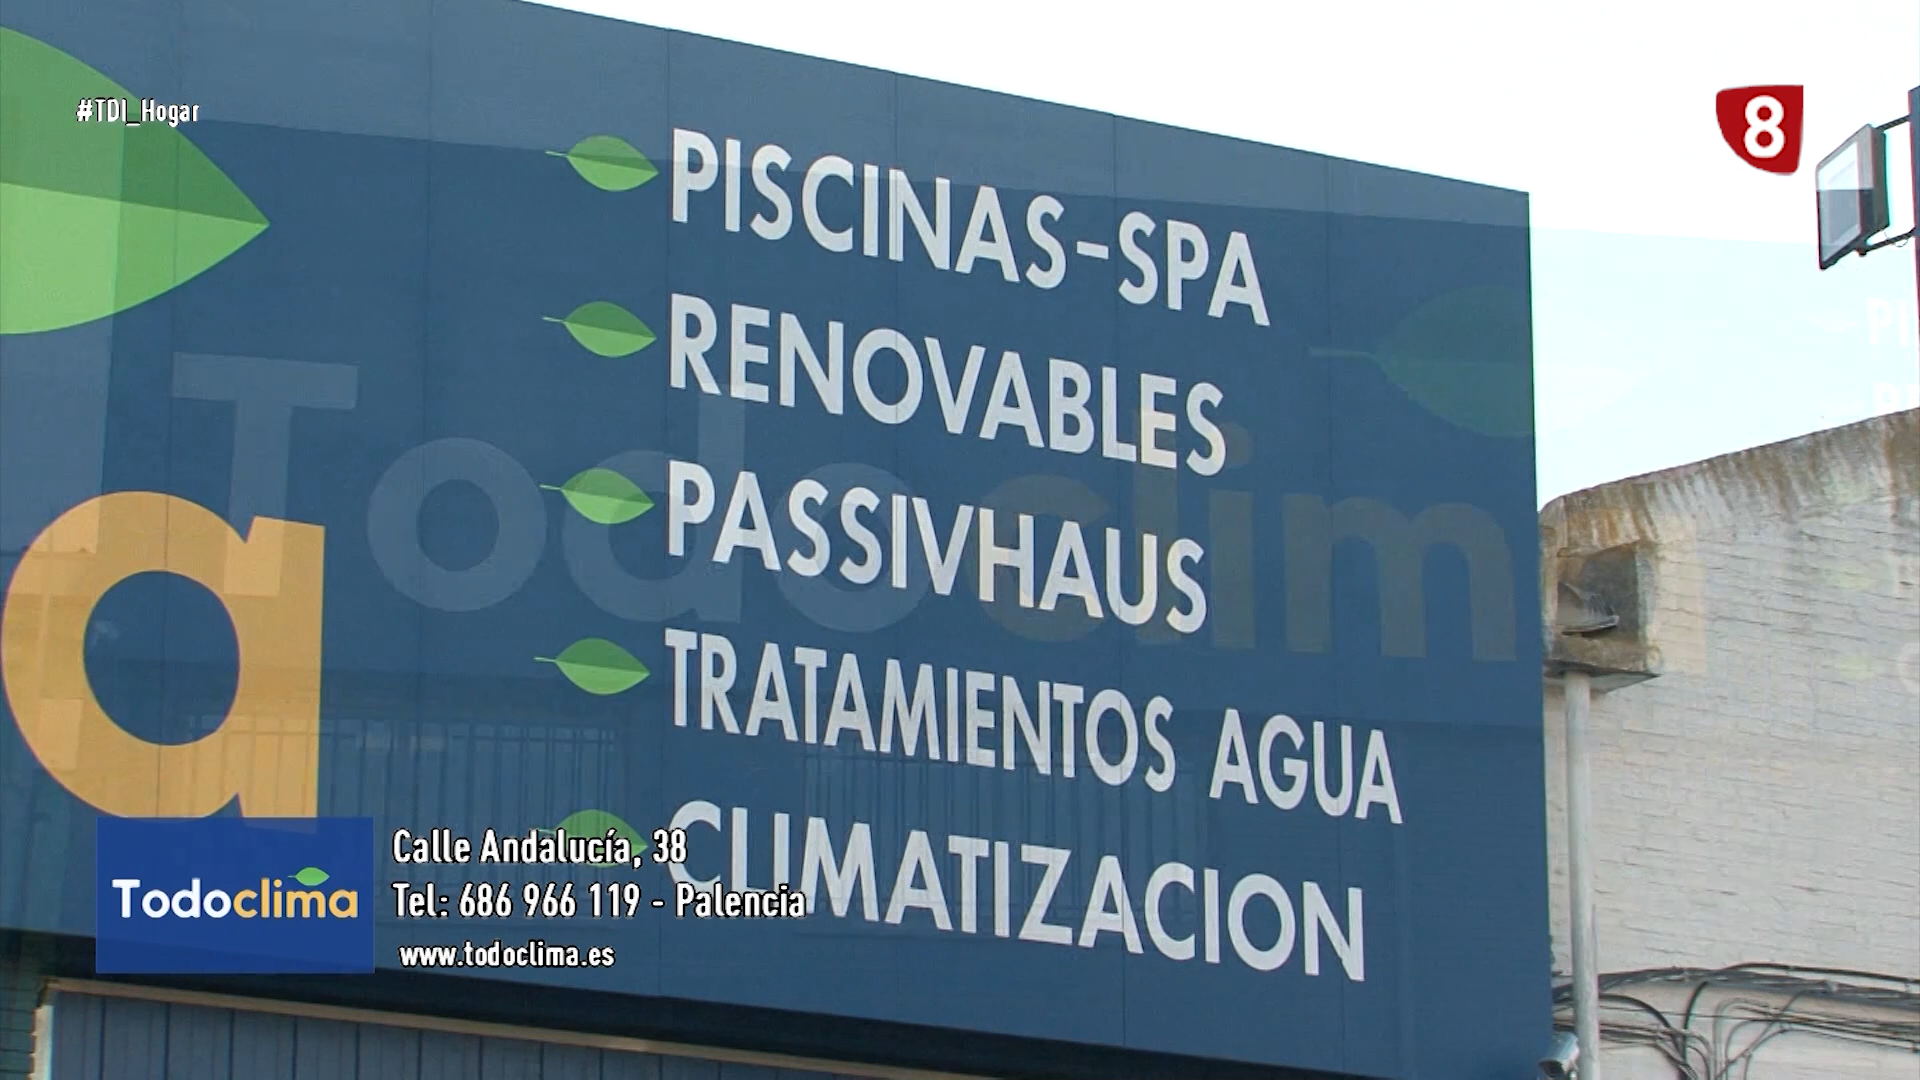 #TDI_Hogar
8
PISCINAS-SPA
RENOVABLES
PASSIVHAUS
TRATAMIENTOS AGUA
CLIMATIZACION
Todoclim
a
Todoclima
Calle Andalucía, 38
Tel: 686 966 119 - Palencia
www.todoclima.es